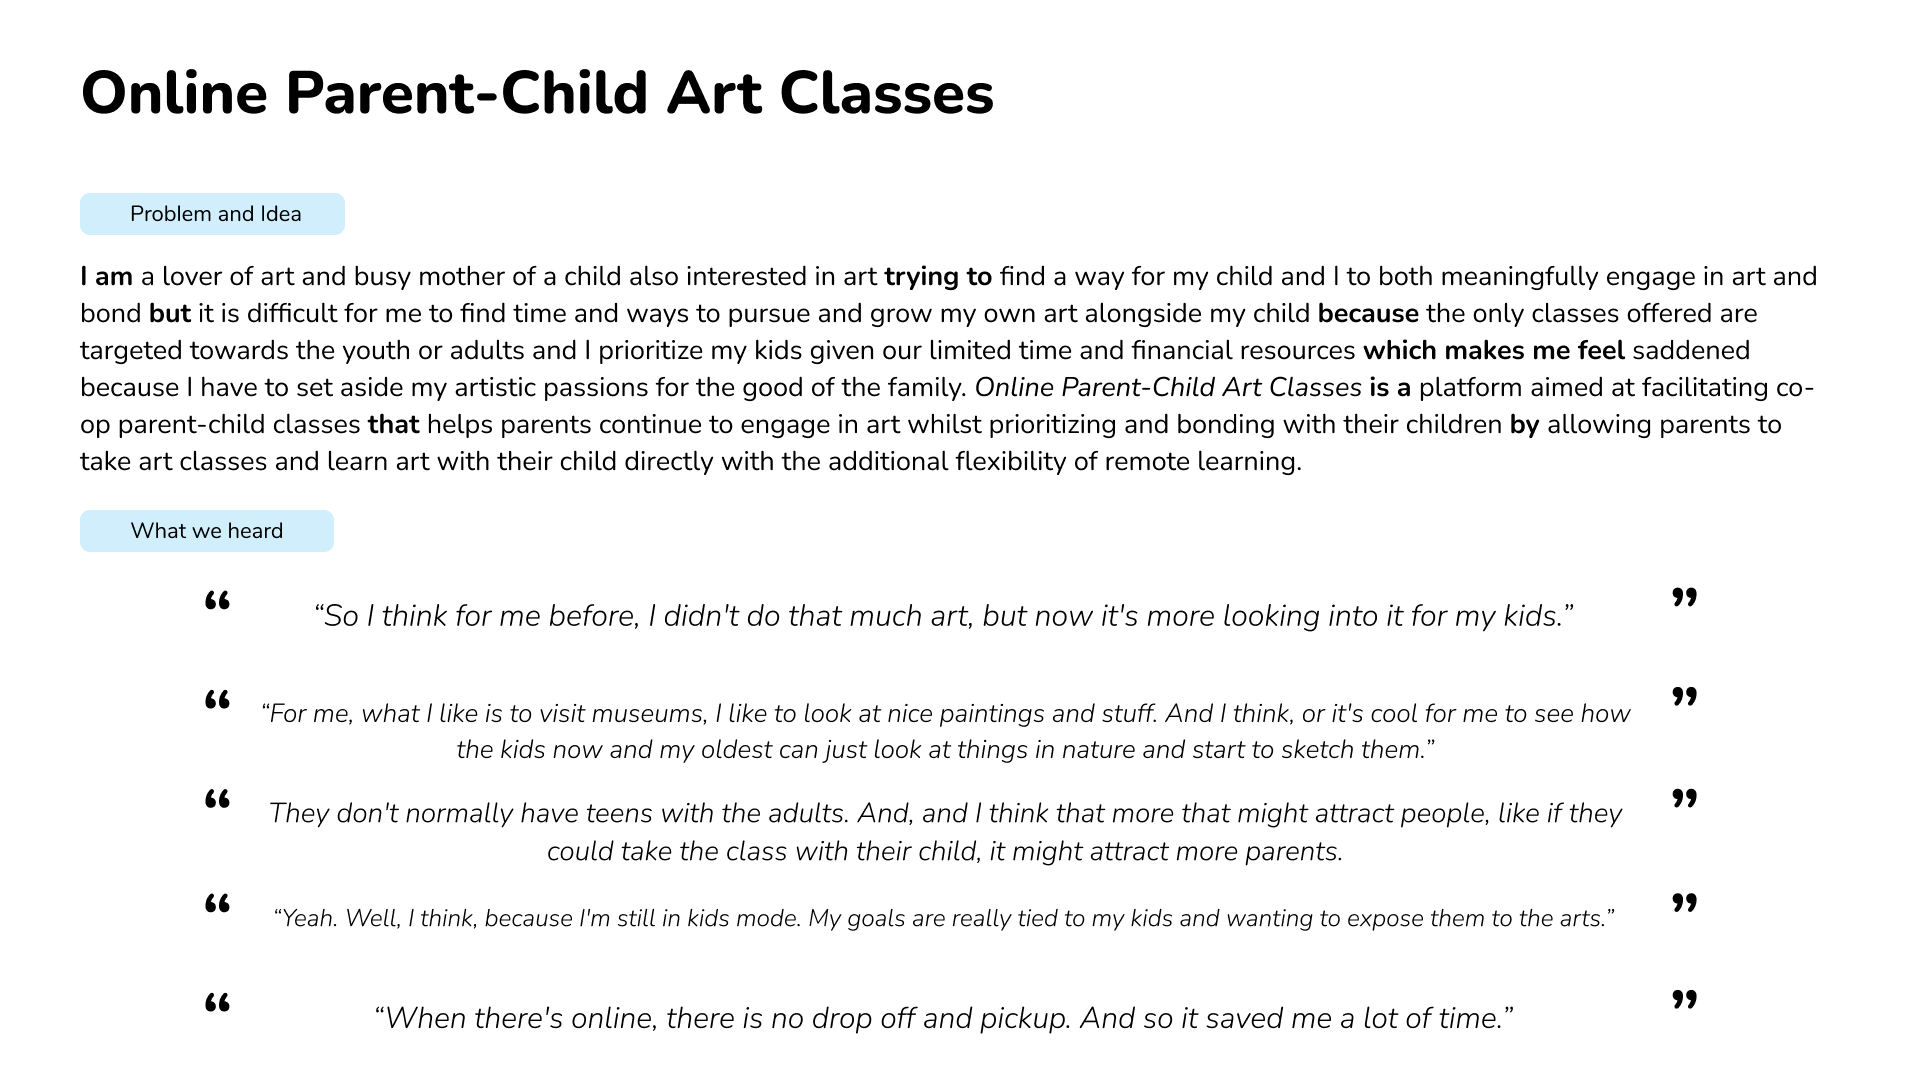 Online Parent-Child Art Classes
Problem and Idea
I am a lover of art and busy mother of a child also interested in art trying to find a way for my child and I to both meaningfully engage in art and
bond but it is difficult for me to find time and ways to pursue and grow my own art alongside my child because the only classes offered are
targeted towards the youth or adults and I prioritize my kids given our limited time and financial resources which makes me feel saddened
because I have to set aside my artistic passions for the good of the family. Online Parent-Child Art Classes is a platform aimed at facilitating co-
op parent-child classes that helps parents continue to engage in art whilst prioritizing and bonding with their children by allowing parents to
take art classes and learn art with their child directly with the additional flexibility of remote learning.
What we heard
“ “So I think for me before, I didn't do that much art, but now it's more looking into it for my kids.” ”
“ “For me, what I like is to visit museums, I like to look at nice paintings and stuff. And I think, or it's cool for me to see how ”
the kids now and my oldest can just look at things in nature and start to sketch them.”
“ They don't normally have teens with the adults. And, and I think that more that might attract people, like if they ”
could take the class with their child, it might attract more parents.
“ “Yeah. Well, I think, because I'm still in kids mode. My goals are really tied to my kids and wanting to expose them to the arts.” ”
“ “When there's online, there is no drop off and pickup. And so it saved me a lot of time.” ”